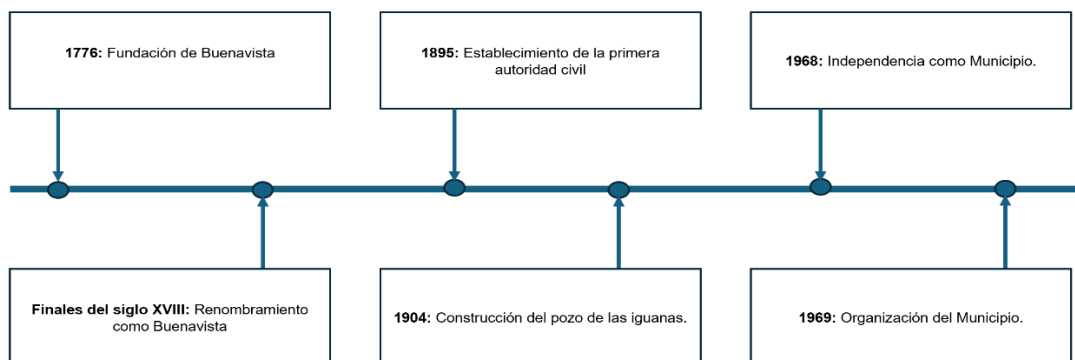 1776: Fundación de Buenavista
1895: Establecimiento de la primera
autoridad civil
1968: Independencia como Municipio.
Finales del siglo XVIII: Renombramiento
como Buenavista
1904: Construcción del pozo de las iguanas.
1969: Organización del Municipio.